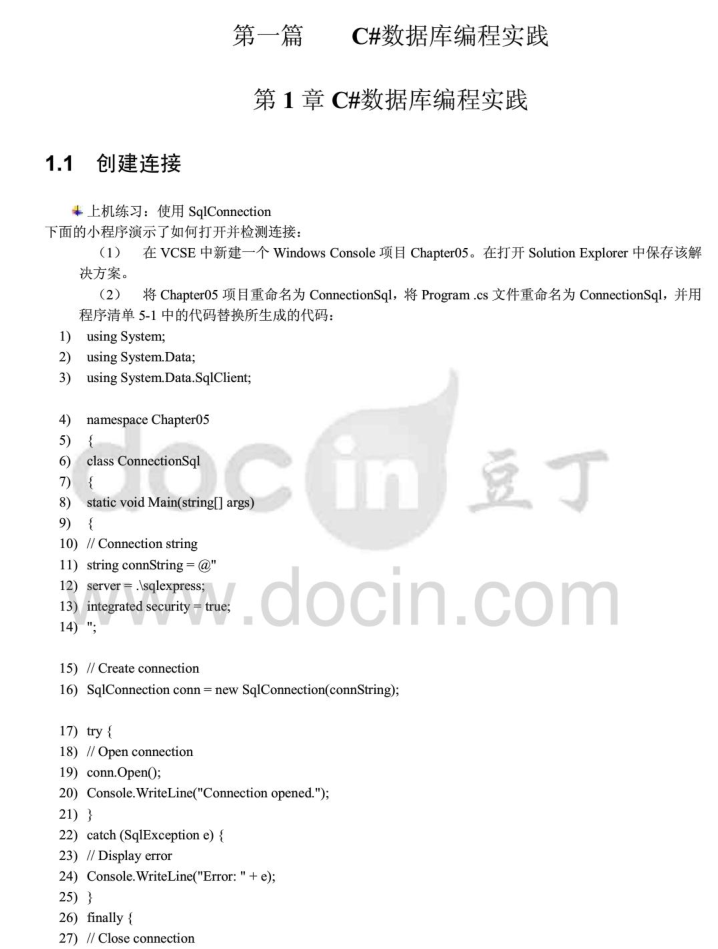 第一篇 C#数据库编程实践
第 1 章 C#数据库编程实践
1.1 创建连接
上机练习：使用 SqlConnection
下面的小程序演示了如何打开并检测连接：
（1） 在 VCSE 中新建一个 Windows Console 项目 Chapter05。在打开 Solution Explorer 中保存该解
决方案。
（2） 将 Chapter05 项目重命名为 ConnectionSql，将 Program .cs 文件重命名为 ConnectionSql，并用
程序清单 5-1 中的代码替换所生成的代码：
1) using System;
2) using System.Data;
3) using System.Data.SqlClient;
4) namespace Chapter05
5) {
6) class ConnectionSql
7) {
8) static void Main(string[] args)
9) {
10) // Connection string
11) string connString = @"
12) server = .\sqlexpress;
13) integrated security = true;
14) ";
15) // Create connection
16) SqlConnection conn = new SqlConnection(connString);
17) try {
18) // Open connection
19) conn.Open();
20) Console.WriteLine("Connection opened.");
21) }
22) catch (SqlException e) {
23) // Display error
24) Console.WriteLine("Error: " + e);
25) }
26) finally {
27) // Close connection
docin 豆丁
www.docin.com